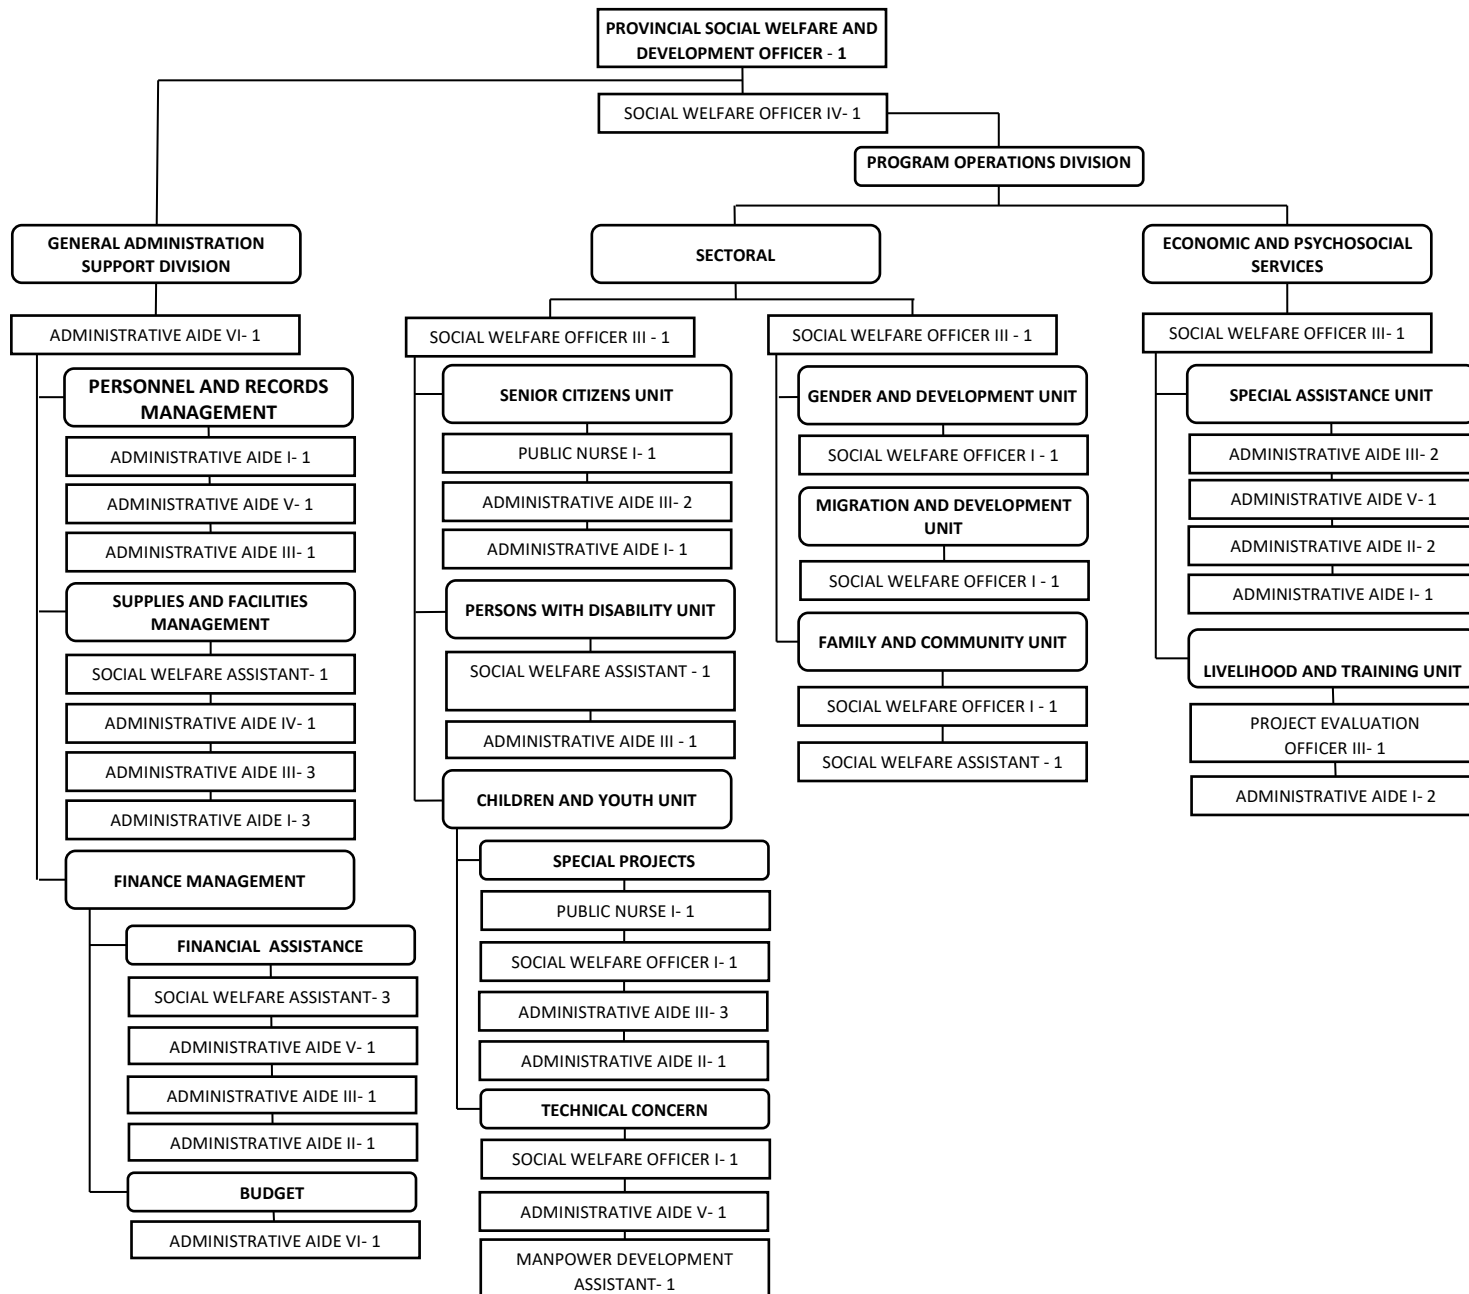 PROVINCIAL SOCIAL WELFARE AND
DEVELOPMENT OFFICER - 1
SOCIAL WELFARE OFFICER IV- 1
PROGRAM OPERATIONS DIVISION
GENERAL ADMINISTRATION
SUPPORT DIVISION
ADMINISTRATIVE AIDE VI- 1
PERSONNEL AND RECORDS
MANAGEMENT
ADMINISTRATIVE AIDE I- 1
ADMINISTRATIVE AIDE V- 1
ADMINISTRATIVE AIDE III- 1
SUPPLIES AND FACILITIES
MANAGEMENT
SOCIAL WELFARE ASSISTANT- 1
ADMINISTRATIVE AIDE IV- 1
ADMINISTRATIVE AIDE III- 3
ADMINISTRATIVE AIDE I- 3
FINANCE MANAGEMENT
FINANCIAL  ASSISTANCE
SOCIAL WELFARE ASSISTANT- 3
ADMINISTRATIVE AIDE V- 1
ADMINISTRATIVE AIDE III- 1
ADMINISTRATIVE AIDE II- 1
BUDGET
ADMINISTRATIVE AIDE VI- 1
SECTORAL
SOCIAL WELFARE OFFICER III - 1
SENIOR CITIZENS UNIT
PUBLIC NURSE I- 1
ADMINISTRATIVE AIDE III- 2
ADMINISTRATIVE AIDE I- 1
PERSONS WITH DISABILITY UNIT
SOCIAL WELFARE ASSISTANT - 1
ADMINISTRATIVE AIDE III - 1
CHILDREN AND YOUTH UNIT
SPECIAL PROJECTS
PUBLIC NURSE I- 1
SOCIAL WELFARE OFFICER I- 1
ADMINISTRATIVE AIDE III- 3
ADMINISTRATIVE AIDE II- 1
TECHNICAL CONCERN
SOCIAL WELFARE OFFICER I- 1
ADMINISTRATIVE AIDE V- 1
MANPOWER DEVELOPMENT
ASSISTANT- 1
SOCIAL WELFARE OFFICER III - 1
GENDER AND DEVELOPMENT UNIT
SOCIAL WELFARE OFFICER I - 1
MIGRATION AND DEVELOPMENT
UNIT
SOCIAL WELFARE OFFICER I - 1
FAMILY AND COMMUNITY UNIT
SOCIAL WELFARE OFFICER I - 1
SOCIAL WELFARE ASSISTANT - 1
ECONOMIC AND PSYCHOSOCIAL
SERVICES
SOCIAL WELFARE OFFICER III- 1
SPECIAL ASSISTANCE UNIT
ADMINISTRATIVE AIDE III- 2
ADMINISTRATIVE AIDE V- 1
ADMINISTRATIVE AIDE II- 2
ADMINISTRATIVE AIDE I- 1
LIVELIHOOD AND TRAINING UNIT
PROJECT EVALUATION
OFFICER III- 1
ADMINISTRATIVE AIDE I- 2